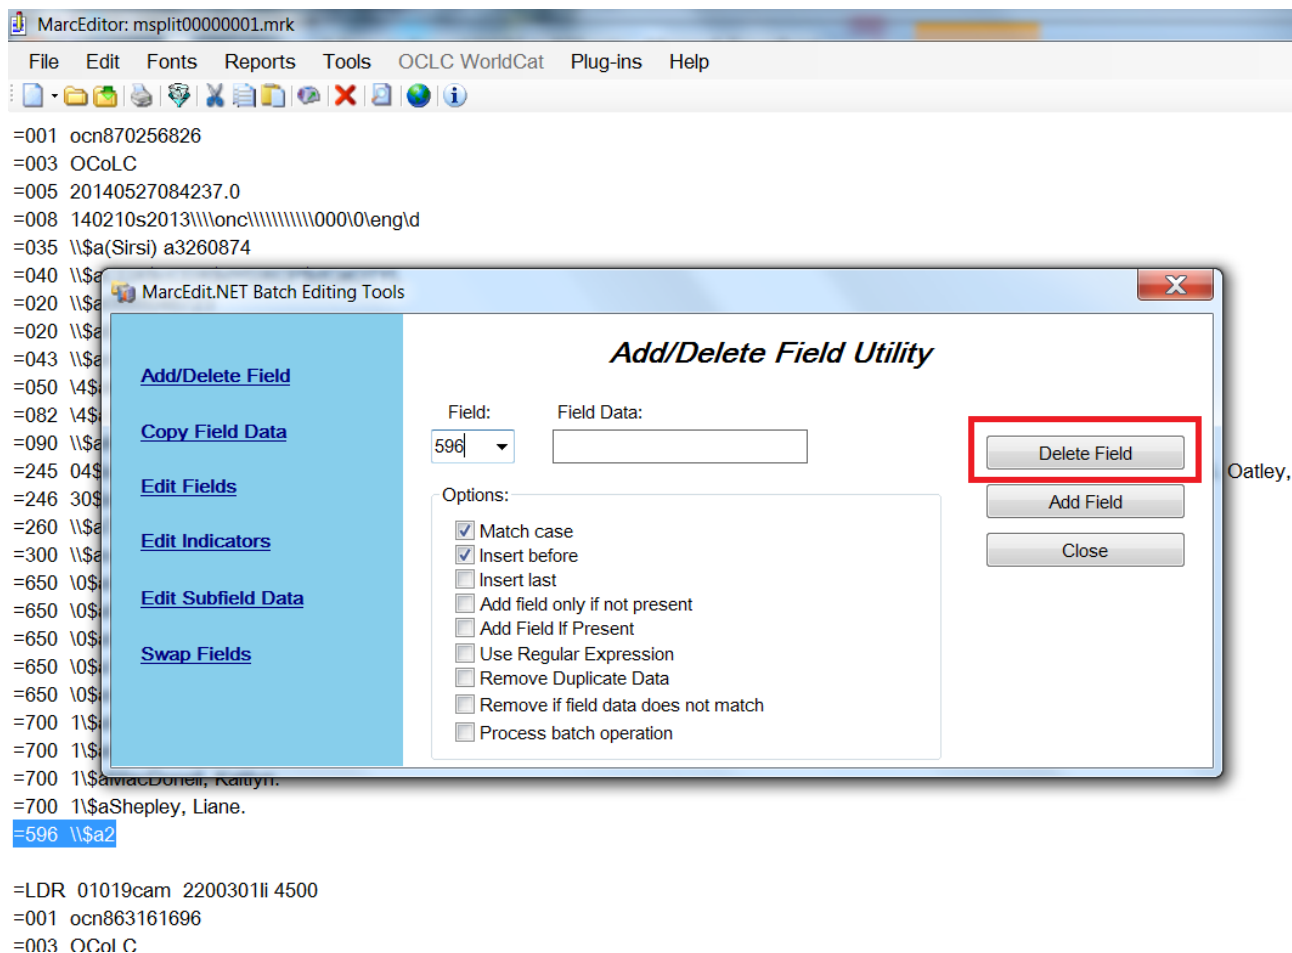 MarcEditor: msplit00000001.mrk
File Edit Fonts Reports Tools OCLC WorldCat Plug-ins Help
=001 ocn870256826
=003 OCoLC
=005 20140527084237.0
=008 140210s2013\\\\onc\\\\\\\\\\\000\0\eng\d
=035 \\$a(Sirsi) a3260874
=040 \\$a
=020 \\$a
=020 \\$a
=043 \\$a
=050 \4$a
=082 \4$a
=090 \\$a
=245 04$ Oatley,
=246 30$
=260 \\$a
=300 \\$a
=650 \0$a
=650 \0$a
=650 \0$a
=650 \0$a
=650 \0$a
=700 1\$a
=700 1\$a
=700 1\$aMacDonell, Kaitlyn.
=700 1\$aShepley, Liane.
=596 \\$a2
=LDR 01019cam 2200301li 4500
=001 ocn863161696
=003 OCoLC
MarcEdit.NET Batch Editing Tools
Add/Delete Field
Copy Field Data
Edit Fields
Edit Indicators
Edit Subfield Data
Swap Fields
Add/Delete Field Utility
Field: Field Data:
596
Options:
Match case
Insert before
Insert last
Add field only if not present
Add Field If Present
Use Regular Expression
Remove Duplicate Data
Remove if field data does not match
Process batch operation
Delete Field
Add Field
Close